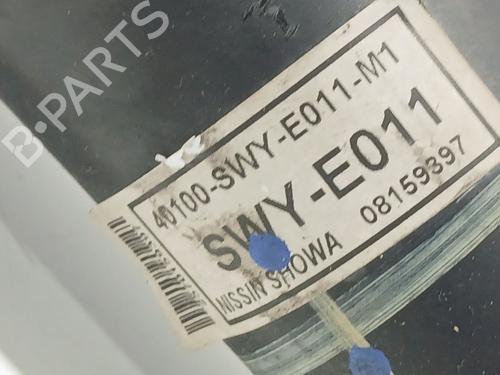 B-PARTS
40100-SWY-E011-M1
SWY-E011
NISSIN SHOWA 08159397